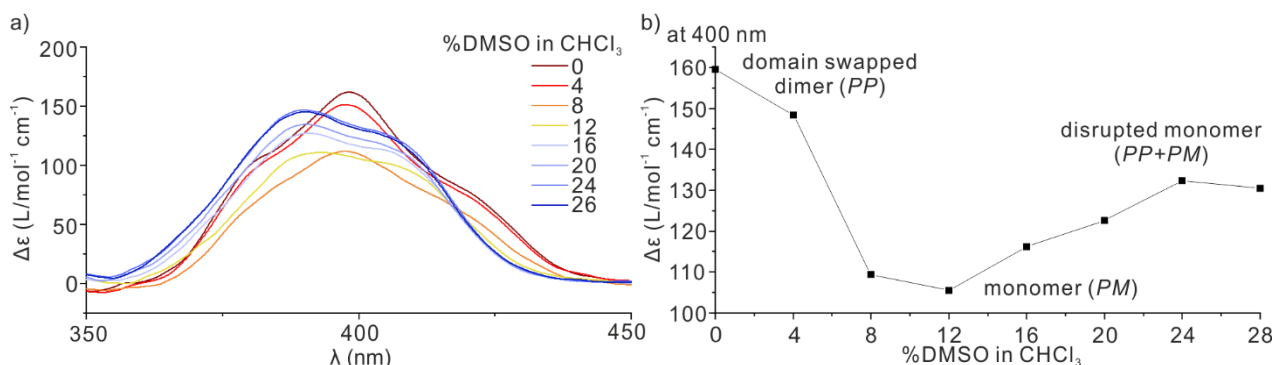 a)
%DMSO in CHCl₃
0
4
8
12
16
20
24
26
200
150
100
50
0
Δε (L/mol⁻¹ cm⁻¹)
350
400
450
λ (nm)
b)
at 400 nm
160
150
140
130
120
110
100
Δε (L/mol⁻¹ cm⁻¹)
domain swapped
dimer (PP)
disrupted monomer
(PP+PM)
monomer (PM)
0
4
8
12
16
20
24
28
%DMSO in CHCl₃